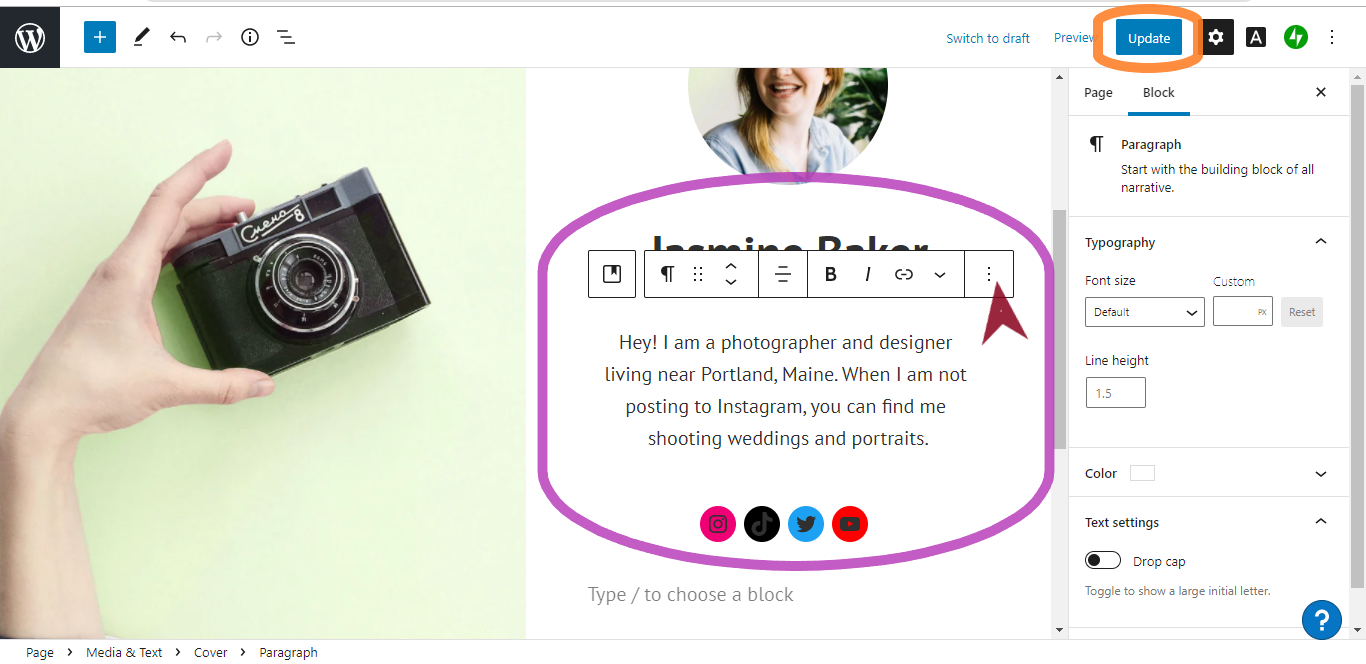 Switch to draft
Preview
Update
Page
Block
Paragraph
Start with the building block of all
narrative.
Typography
Font size
Custom
Default
PX
Reset
Line height
1.5
Color
Text settings
Drop cap
Toggle to show a large initial letter.
Смена
8
Jasmine Baker
B I
Hey! I am a photographer and designer
living near Portland, Maine. When I am not
posting to Instagram, you can find me
shooting weddings and portraits.
Type / to choose a block
Page > Media & Text > Cover > Paragraph